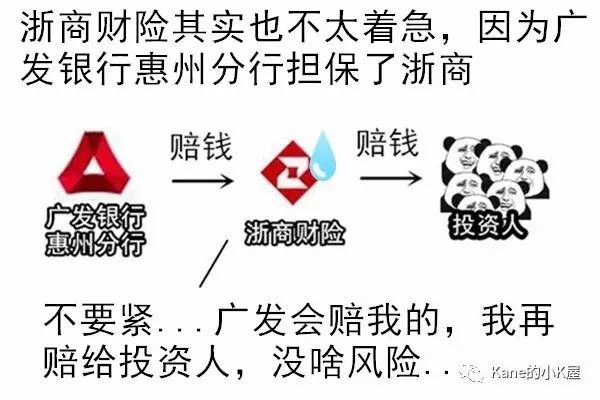 浙商财险其实也不太着急，因为广
发银行惠州分行担保了浙商
赔钱
赔钱
广发银行
惠州分行
浙商财险
投资人
不要紧...广发会赔我的，我再
赔给投资人，没啥风险..
Kane的小K屋